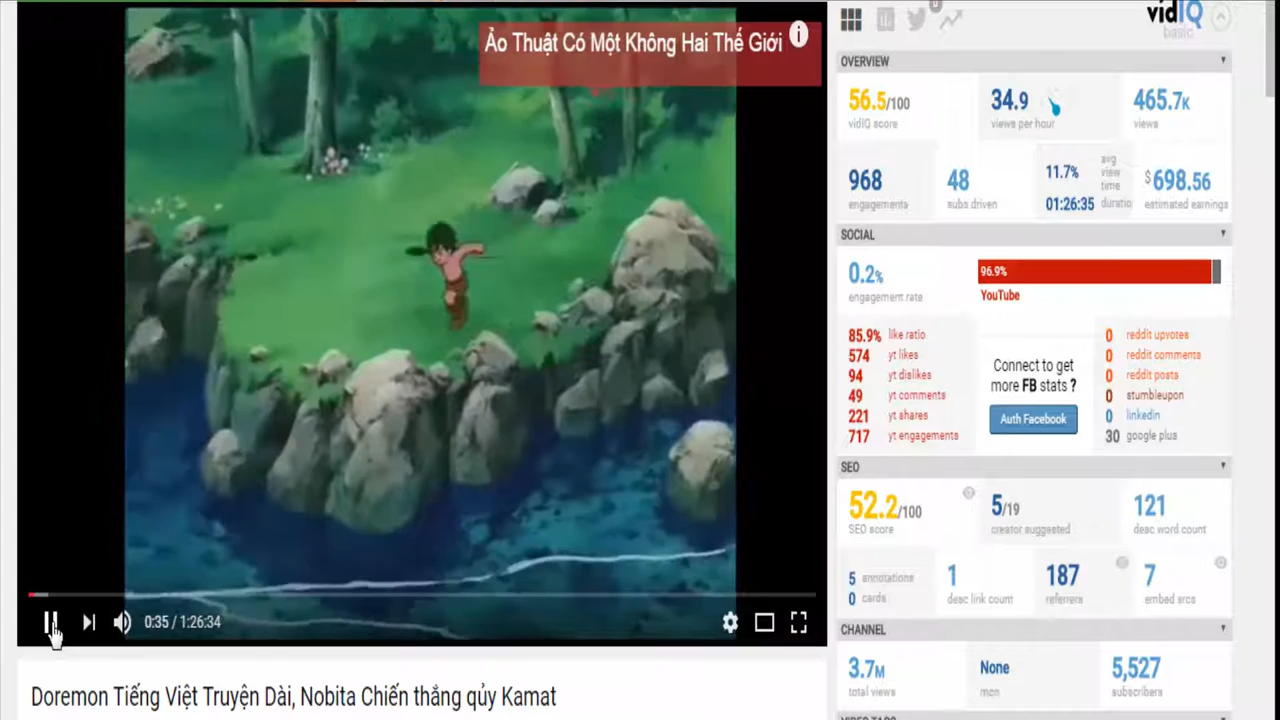 Ảo Thuật Có Một Không Hai Thế Giới
0:35 / 1:26:34
Doremon Tiếng Việt Truyện Dài, Nobita Chiến thắng qủy Kamat
vidIQ
basic
OVERVIEW
56.5/100
vidIQ score
34.9
views per hour
465.7K
views
968
engagements
48
subs driven
11.7%
avg view time
01:26:35
duratio
$698.56
estimated earnings
SOCIAL
0.2%
engagement rate
96.9%
YouTube
85.9% like ratio
574 yt likes
94 yt dislikes
49 yt comments
221 yt shares
717 yt engagements
Connect to get
more FB stats ?
Auth Facebook
0 reddit upvotes
0 reddit comments
0 reddit posts
0 stumbleupon
0 linkedin
30 google plus
SEO
52.2/100
SEO score
5/19
creator suggested
121
desc word count
5 annotations
0 cards
1
desc link count
187
referrers
7
embed srcs
CHANNEL
3.7M
total views
None
mcn
5,527
subscribers